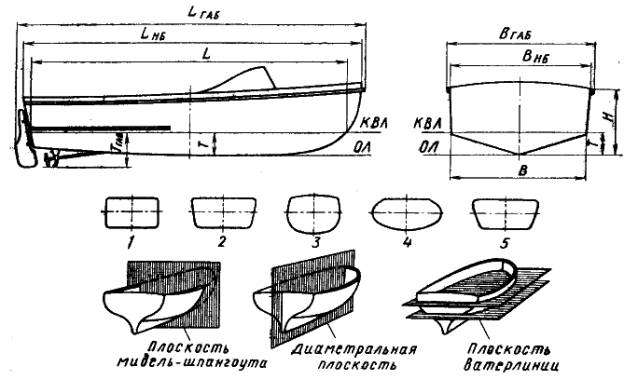 L ГАБ
L НБ
L
КВЛ
ОЛ
T ГАБ
T
B ГАБ
B НБ
КВЛ
ОЛ
H
T
B
1 2 3 4 5
Плоскость
мидель-шпангоута
Диаметральная
плоскость
Плоскость
ватерлинии